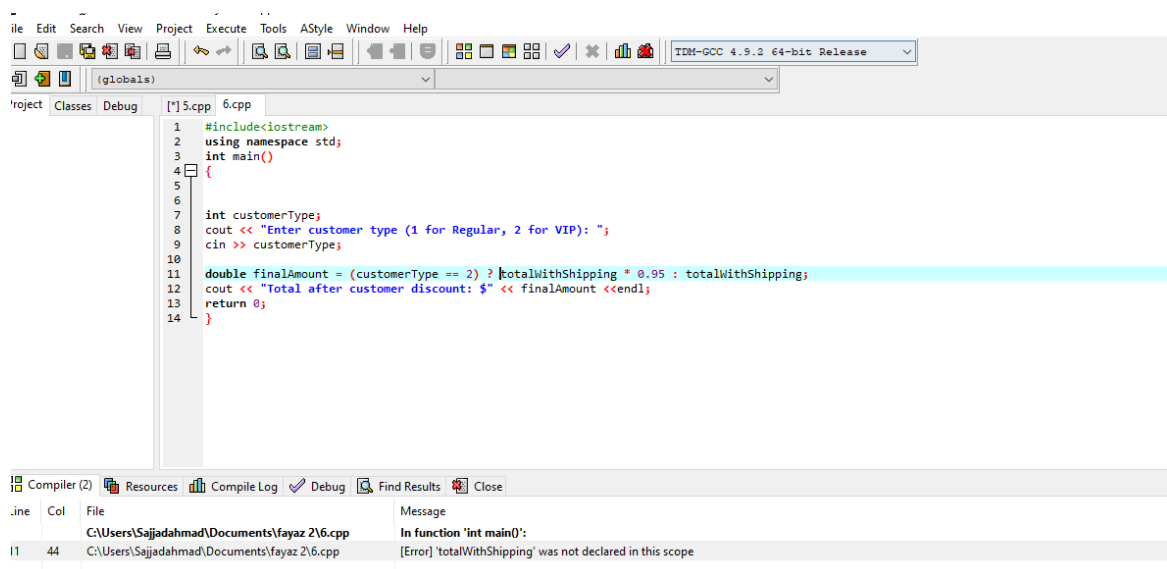 ile Edit Search View Project Execute Tools AStyle Window Help
TDM-GCC 4.9.2 64-bit Release
(globals)
roject Classes Debug [*] 5.cpp 6.cpp
1 #include<iostream>
2 using namespace std;
3 int main()
4 {
5
6
7 int customerType;
8 cout << "Enter customer type (1 for Regular, 2 for VIP): ";
9 cin >> customerType;
10
11 double finalAmount = (customerType == 2) ? totalWithShipping * 0.95 : totalWithShipping;
12 cout << "Total after customer discount: $" << finalAmount <<endl;
13 return 0;
14 }
Compiler (2) Resources Compile Log Debug Find Results Close
ine Col File Message
C:\Users\Sajjadahmad\Documents\fayaz 2\6.cpp In function 'int main()':
11 44 C:\Users\Sajjadahmad\Documents\fayaz 2\6.cpp [Error] 'totalWithShipping' was not declared in this scope